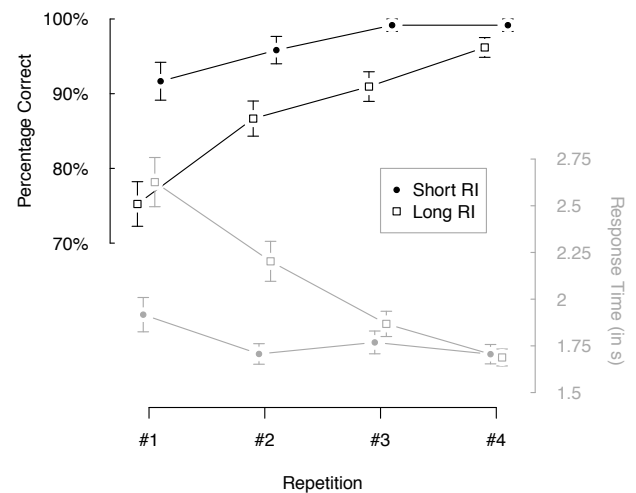 100%
90%
80%
70%
Percentage Correct
Short RI
Long RI
2.75
2.5
2.25
2
1.75
1.5
Response Time (in s)
#1 #2 #3 #4
Repetition